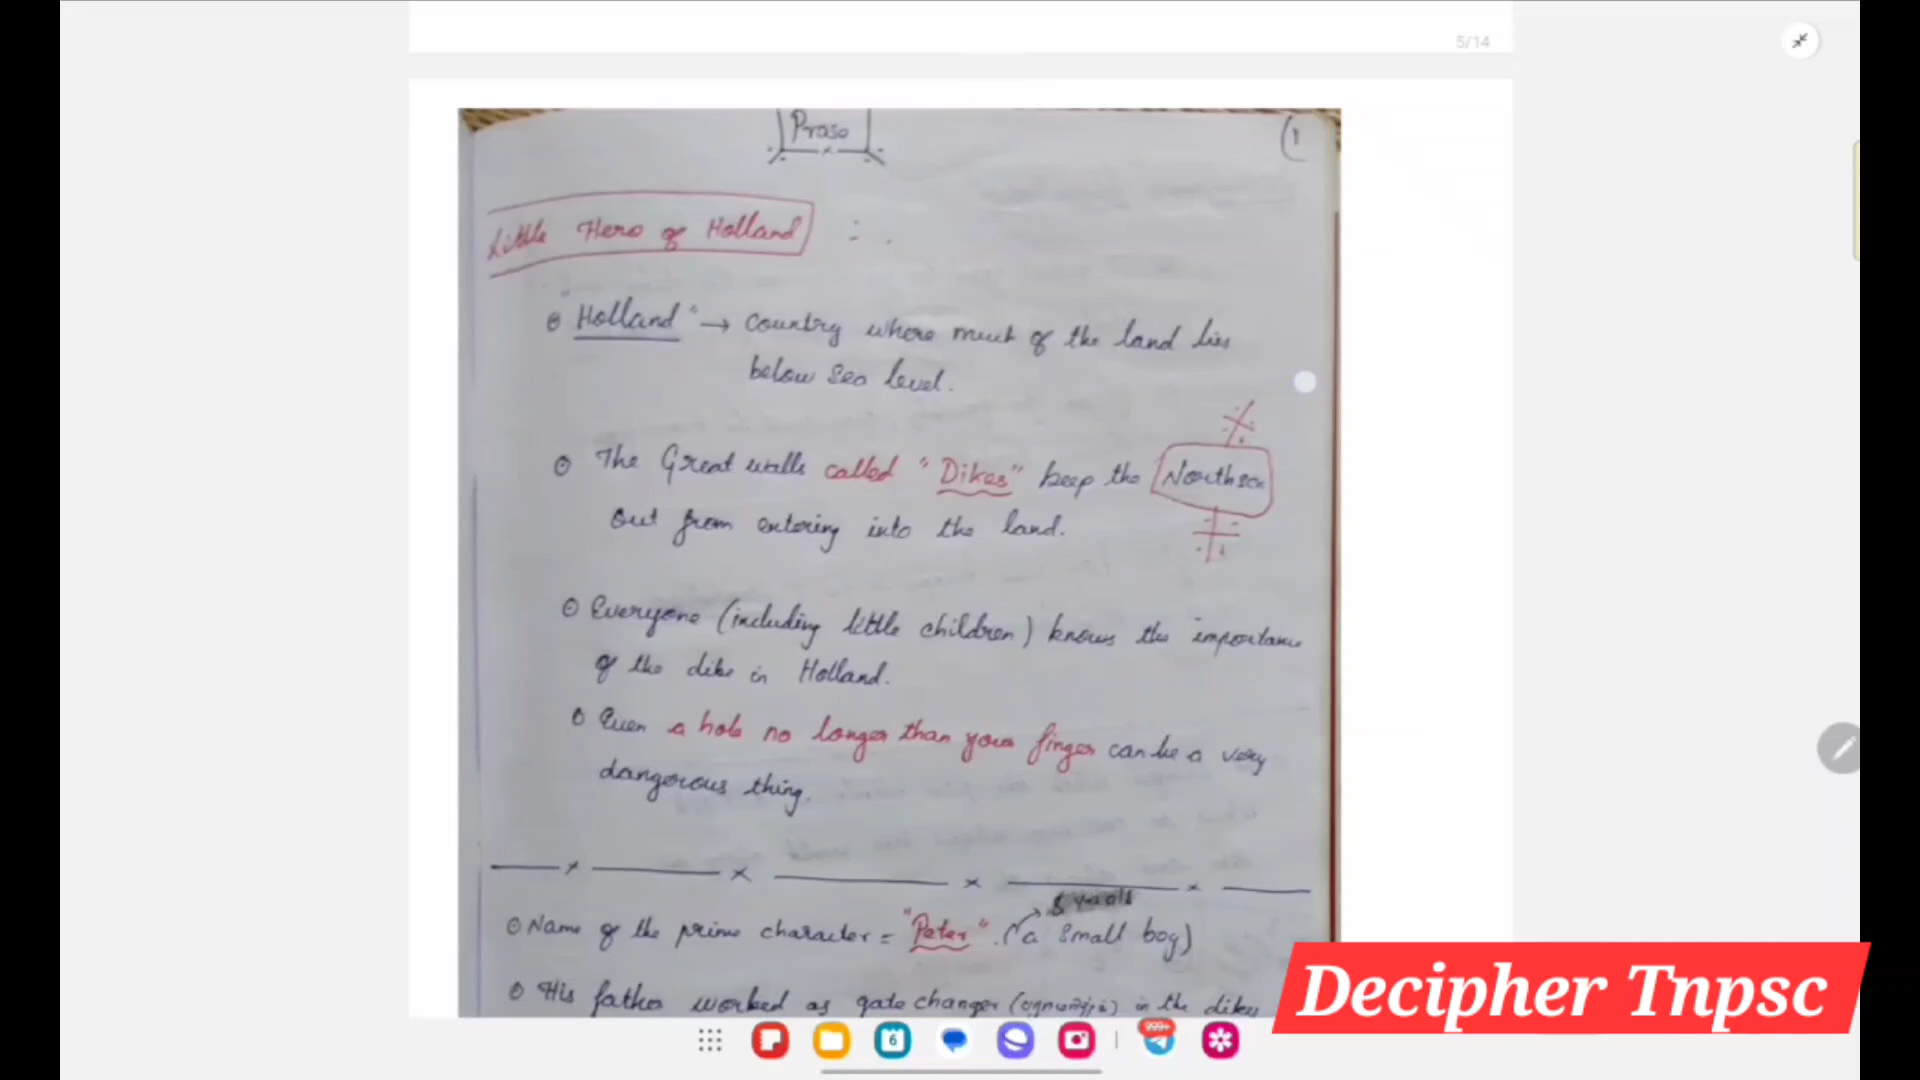 5/14
Prose
(1
Little Hero of Holland :-
"Holland" → Country where much of the land lies
below sea level.
The Great walls called "Dikes" keep the North sea
out from entering into the land.
Everyone (including little children) knows the importance
of the dike in Holland.
Even a hole no longer than your finger can be a very
dangerous thing.
8 years
Name of the prime character = "Peter". (a small boy)
His father worked as gate changer ( ) in the dikes
Decipher Tnpsc
6
999+